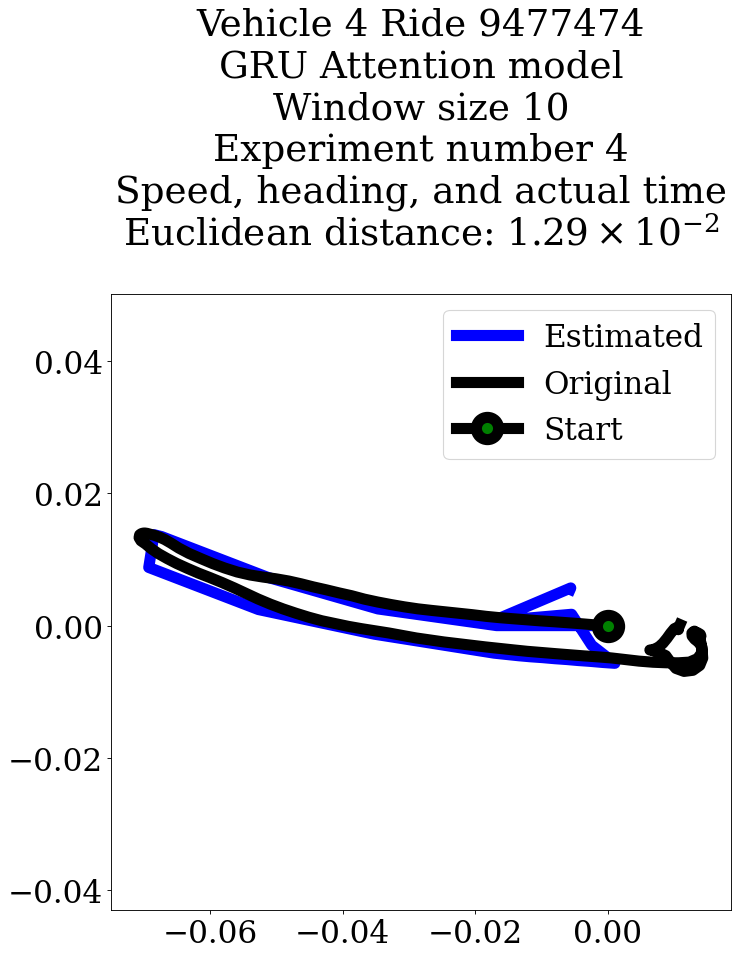 Vehicle 4 Ride 9477474
GRU Attention model
Window size 10
Experiment number 4
Speed, heading, and actual time
Euclidean distance: 1.29 × 10⁻²
Estimated
Original
Start
0.04
0.02
0.00
−0.02
−0.04
−0.06 −0.04 −0.02 0.00